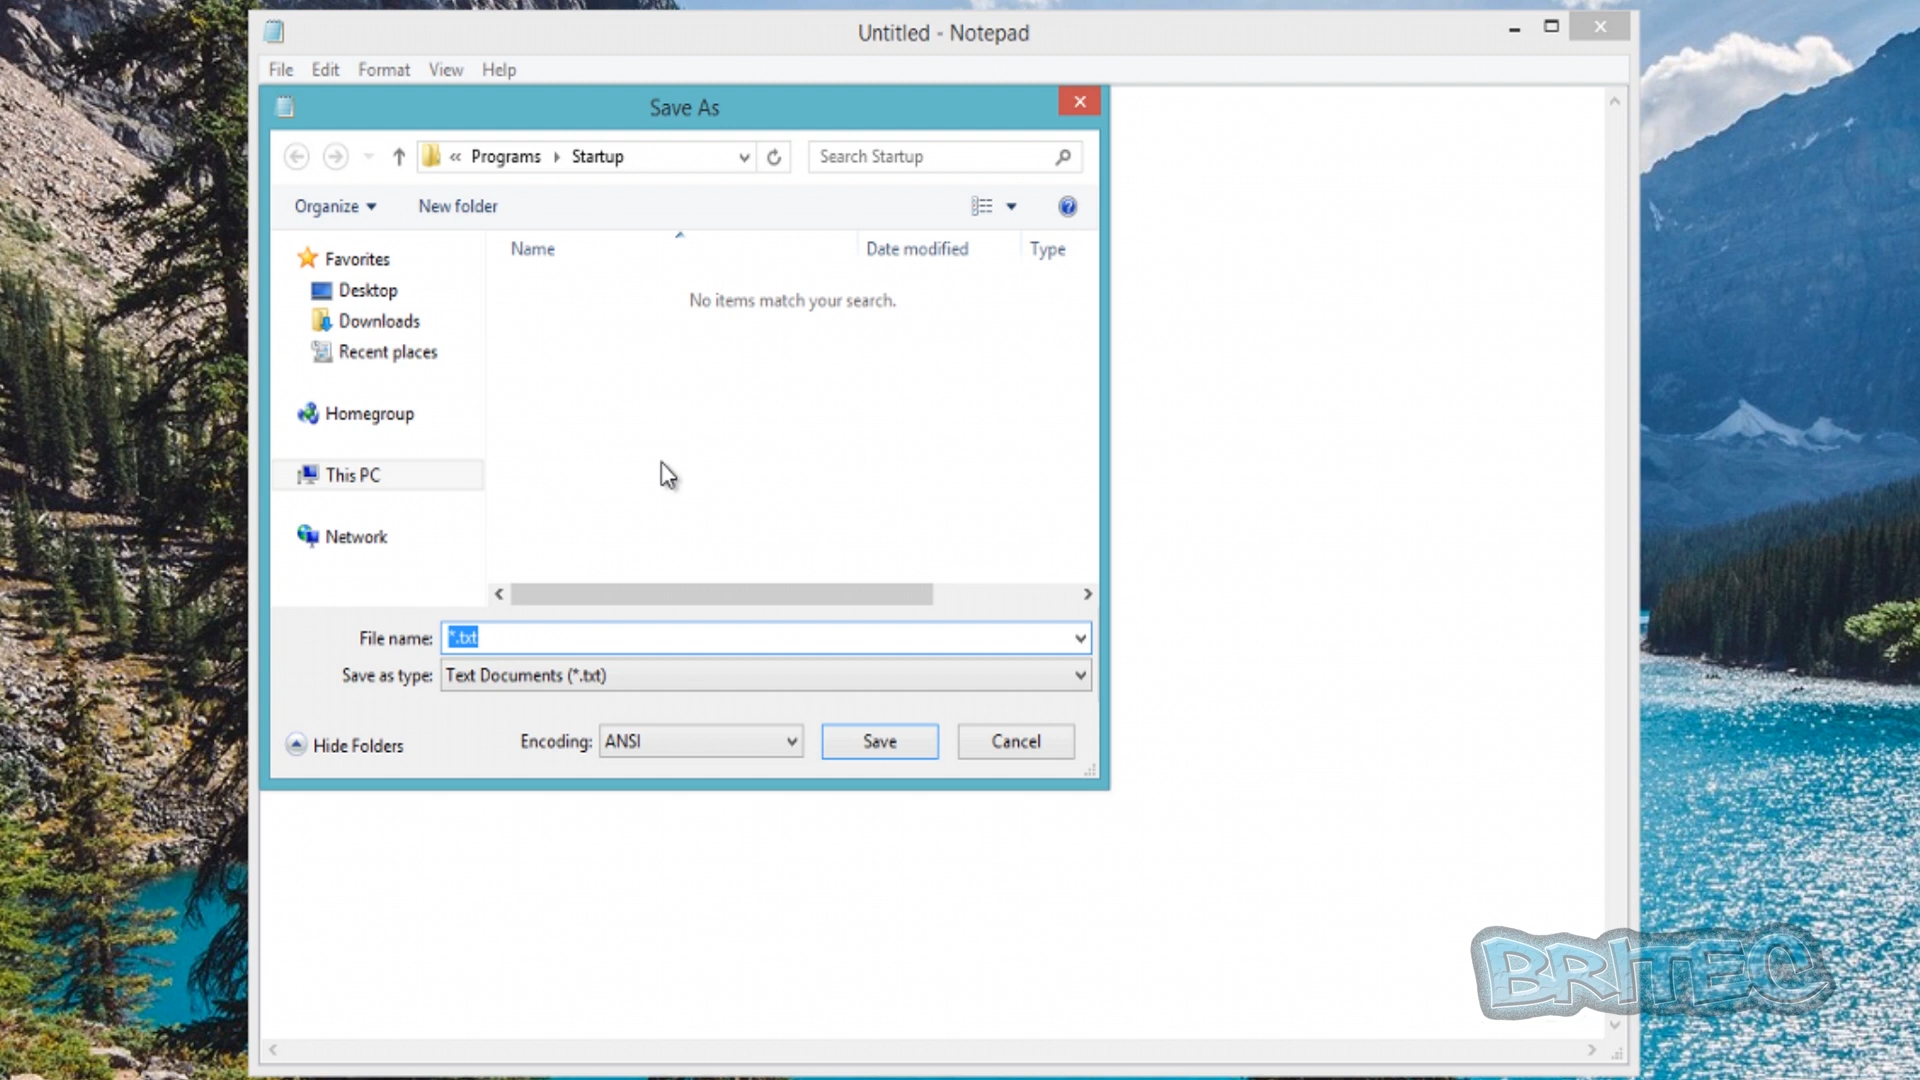 Untitled - Notepad
File Edit Format View Help
Save As
« Programs Startup
Search Startup
Organize New folder
Name Date modified Type
No items match your search.
Favorites
Desktop
Downloads
Recent places
Homegroup
This PC
Network
File name: *.txt
Save as type: Text Documents (*.txt)
Hide Folders Encoding: ANSI Save Cancel
BRITEC